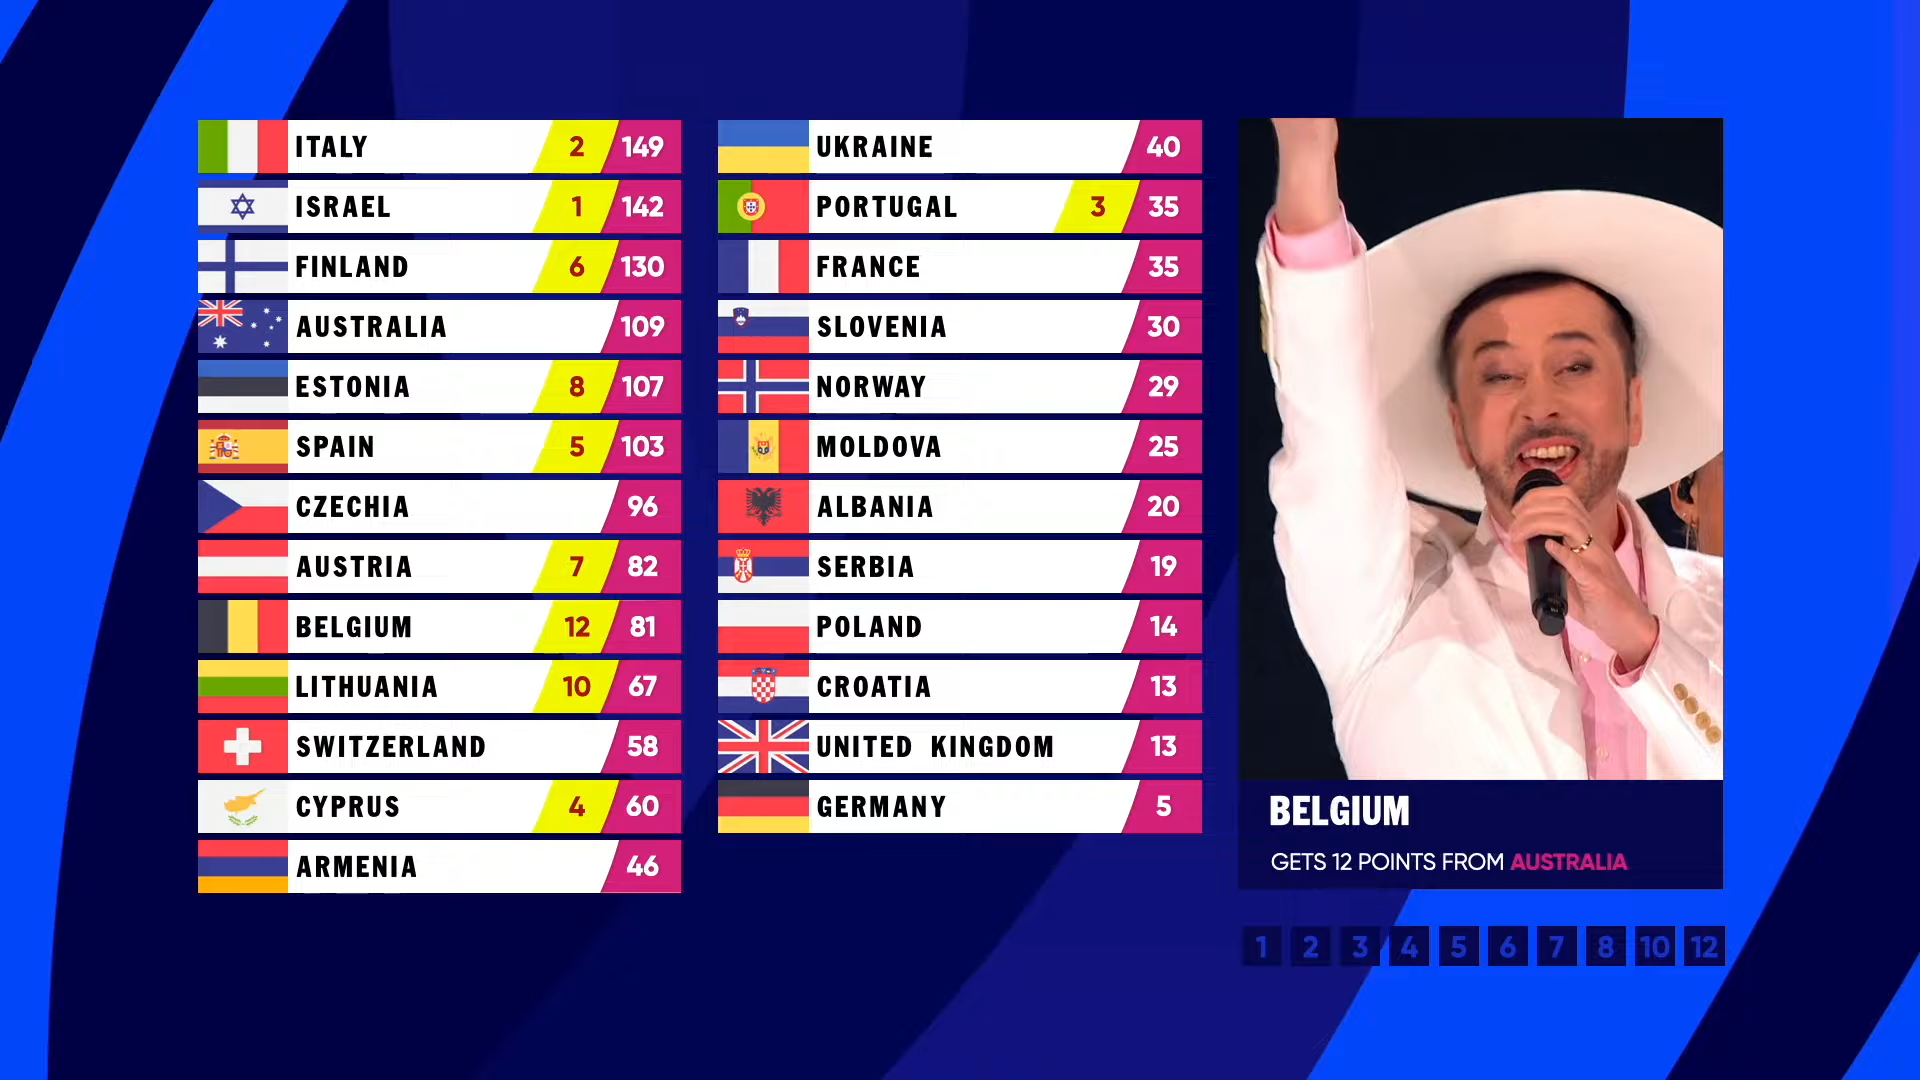 ITALY 2 149
ISRAEL 1 142
FINLAND 6 130
AUSTRALIA 109
ESTONIA 8 107
SPAIN 5 103
CZECHIA 96
AUSTRIA 7 82
BELGIUM 12 81
LITHUANIA 10 67
SWITZERLAND 58
CYPRUS 4 60
ARMENIA 46
UKRAINE 40
PORTUGAL 3 35
FRANCE 35
SLOVENIA 30
NORWAY 29
MOLDOVA 25
ALBANIA 20
SERBIA 19
POLAND 14
CROATIA 13
UNITED KINGDOM 13
GERMANY 5
BELGIUM
GETS 12 POINTS FROM AUSTRALIA
1 2 3 4 5 6 7 8 10 12